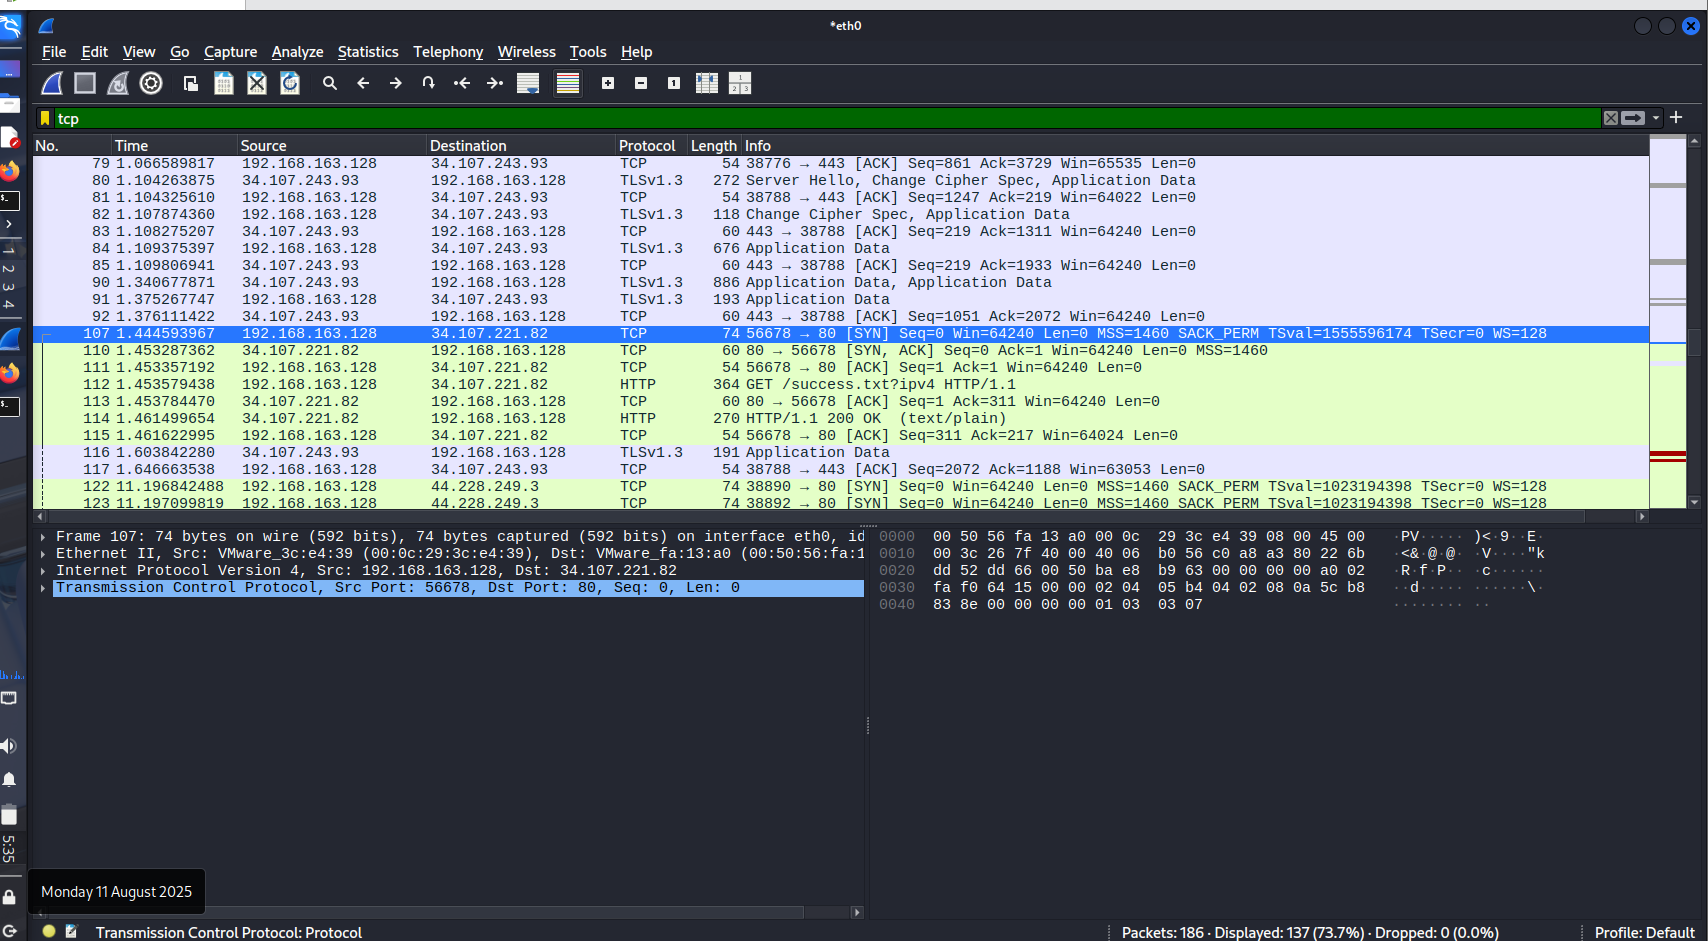 *eth0
File Edit View Go Capture Analyze Statistics Telephony Wireless Tools Help
tcp
No. Time Source Destination Protocol Length Info
79 1.066589817 192.168.163.128 34.107.243.93 TCP 54 38776 → 443 [ACK] Seq=861 Ack=3729 Win=65535 Len=0
80 1.104263875 34.107.243.93 192.168.163.128 TLSv1.3 272 Server Hello, Change Cipher Spec, Application Data
81 1.104325610 192.168.163.128 34.107.243.93 TCP 54 38788 → 443 [ACK] Seq=1247 Ack=219 Win=64022 Len=0
82 1.107874360 192.168.163.128 34.107.243.93 TLSv1.3 118 Change Cipher Spec, Application Data
83 1.108275207 34.107.243.93 192.168.163.128 TCP 60 443 → 38788 [ACK] Seq=219 Ack=1311 Win=64240 Len=0
84 1.109375397 192.168.163.128 34.107.243.93 TLSv1.3 676 Application Data
85 1.109806941 34.107.243.93 192.168.163.128 TCP 60 443 → 38788 [ACK] Seq=219 Ack=1933 Win=64240 Len=0
90 1.340677871 34.107.243.93 192.168.163.128 TLSv1.3 886 Application Data, Application Data
91 1.375267747 192.168.163.128 34.107.243.93 TLSv1.3 193 Application Data
92 1.376111422 34.107.243.93 192.168.163.128 TCP 60 443 → 38788 [ACK] Seq=1051 Ack=2072 Win=64240 Len=0
107 1.444593967 192.168.163.128 34.107.221.82 TCP 74 56678 → 80 [SYN] Seq=0 Win=64240 Len=0 MSS=1460 SACK_PERM TSval=1555596174 TSecr=0 WS=128
110 1.453287362 34.107.221.82 192.168.163.128 TCP 60 80 → 56678 [SYN, ACK] Seq=0 Ack=1 Win=64240 Len=0 MSS=1460
111 1.453357192 192.168.163.128 34.107.221.82 TCP 54 56678 → 80 [ACK] Seq=1 Ack=1 Win=64240 Len=0
112 1.453579438 192.168.163.128 34.107.221.82 HTTP 364 GET /success.txt?ipv4 HTTP/1.1
113 1.453784470 34.107.221.82 192.168.163.128 TCP 60 80 → 56678 [ACK] Seq=1 Ack=311 Win=64240 Len=0
114 1.461499654 34.107.221.82 192.168.163.128 HTTP 270 HTTP/1.1 200 OK (text/plain)
115 1.461622995 192.168.163.128 34.107.221.82 TCP 54 56678 → 80 [ACK] Seq=311 Ack=217 Win=64024 Len=0
116 1.603842280 34.107.243.93 192.168.163.128 TLSv1.3 191 Application Data
117 1.646663538 192.168.163.128 34.107.243.93 TCP 54 38788 → 443 [ACK] Seq=2072 Ack=1188 Win=63053 Len=0
122 11.196842488 192.168.163.128 44.228.249.3 TCP 74 38890 → 80 [SYN] Seq=0 Win=64240 Len=0 MSS=1460 SACK_PERM TSval=1023194398 TSecr=0 WS=128
123 11.197099819 192.168.163.128 44.228.249.3 TCP 74 38892 → 80 [SYN] Seq=0 Win=64240 Len=0 MSS=1460 SACK_PERM TSval=1023194398 TSecr=0 WS=128
Frame 107: 74 bytes on wire (592 bits), 74 bytes captured (592 bits) on interface eth0, id
Ethernet II, Src: VMware_3c:e4:39 (00:0c:29:3c:e4:39), Dst: VMware_fa:13:a0 (00:50:56:fa:1
Internet Protocol Version 4, Src: 192.168.163.128, Dst: 34.107.221.82
Transmission Control Protocol, Src Port: 56678, Dst Port: 80, Seq: 0, Len: 0
0000 00 50 56 fa 13 a0 00 0c 29 3c e4 39 08 00 45 00 ·PV····· )<·9··E·
0010 00 3c 26 7f 40 00 40 06 b0 56 c0 a8 a3 80 22 6b ·<&·@·@· ·V····"k
0020 dd 52 dd 66 00 50 ba e8 b9 63 00 00 00 00 a0 02 ·R·f·P·· ·c······
0030 fa f0 64 15 00 00 02 04 05 b4 04 02 08 0a 5c b8 ··d····· ······\·
0040 83 8e 00 00 00 00 01 03 03 07 ········ ··
1
2
3
4
5:35
Monday 11 August 2025
Transmission Control Protocol: Protocol
Packets: 186 · Displayed: 137 (73.7%) · Dropped: 0 (0.0%)
Profile: Default